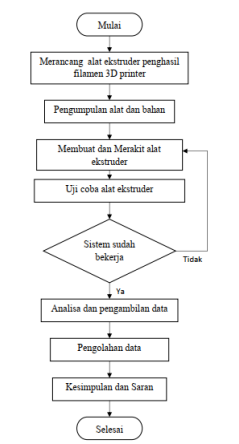 Mulai
Merancang alat ekstruder penghasil
filamen 3D printer
Pengumpulan alat dan bahan
Membuat dan Merakit alat
ekstruder
Uji coba alat ekstruder
Sistem sudah
bekerja
Tidak
Ya
Analisa dan pengambilan data
Pengolahan data
Kesimpulan dan Saran
Selesai